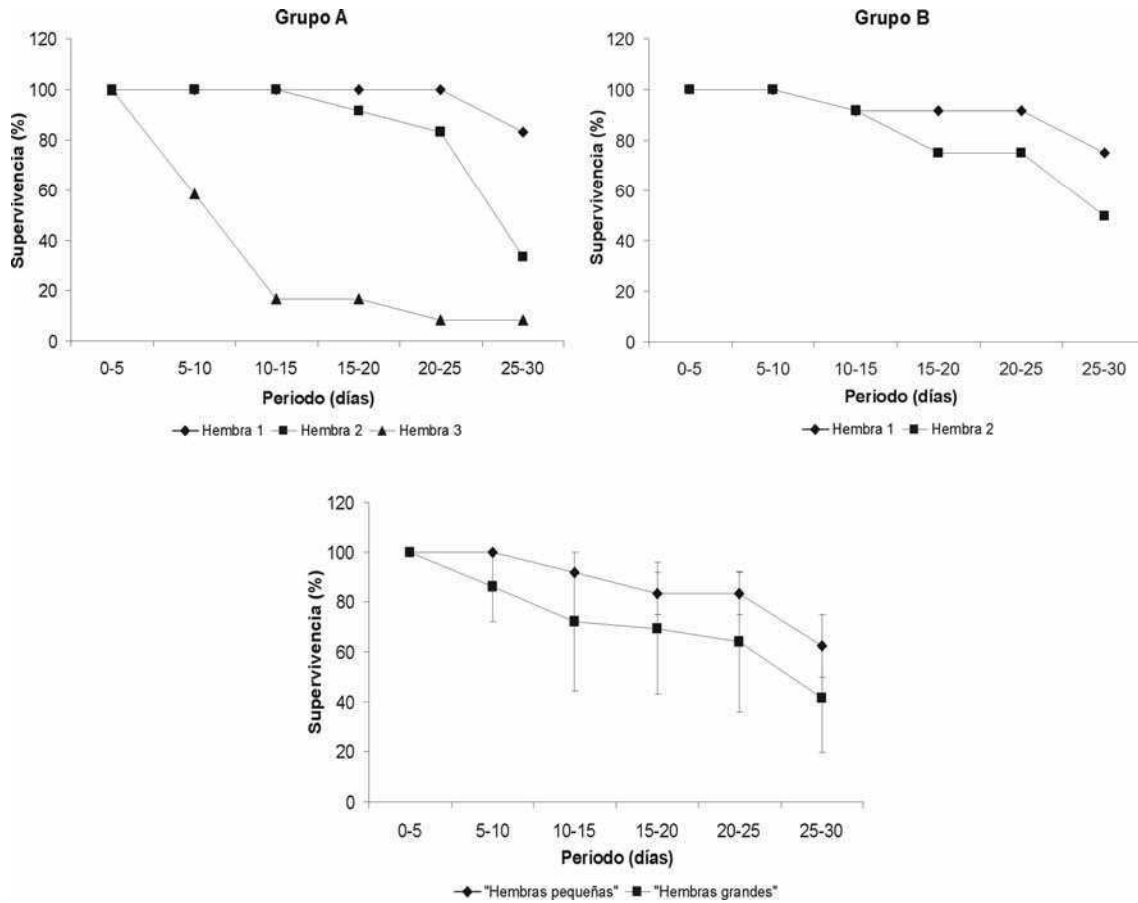 Grupo A
120
100
80
60
40
20
0
Supervivencia (%)
0-5 5-10 10-15 15-20 20-25 25-30
Periodo (días)
Hembra 1 Hembra 2 Hembra 3
Grupo B
120
100
80
60
40
20
0
Supervivencia (%)
0-5 5-10 10-15 15-20 20-25 25-30
Periodo (días)
Hembra 1 Hembra 2
120
100
80
60
40
20
0
Supervivencia (%)
0-5 5-10 10-15 15-20 20-25 25-30
Periodo (días)
"Hembras pequeñas" "Hembras grandes"